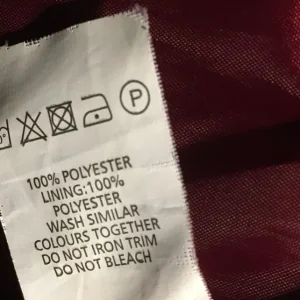 P
100% POLYESTER
LINING:100%
POLYESTER
WASH SIMILAR
COLOURS TOGETHER
DO NOT IRON TRIM
DO NOT BLEACH